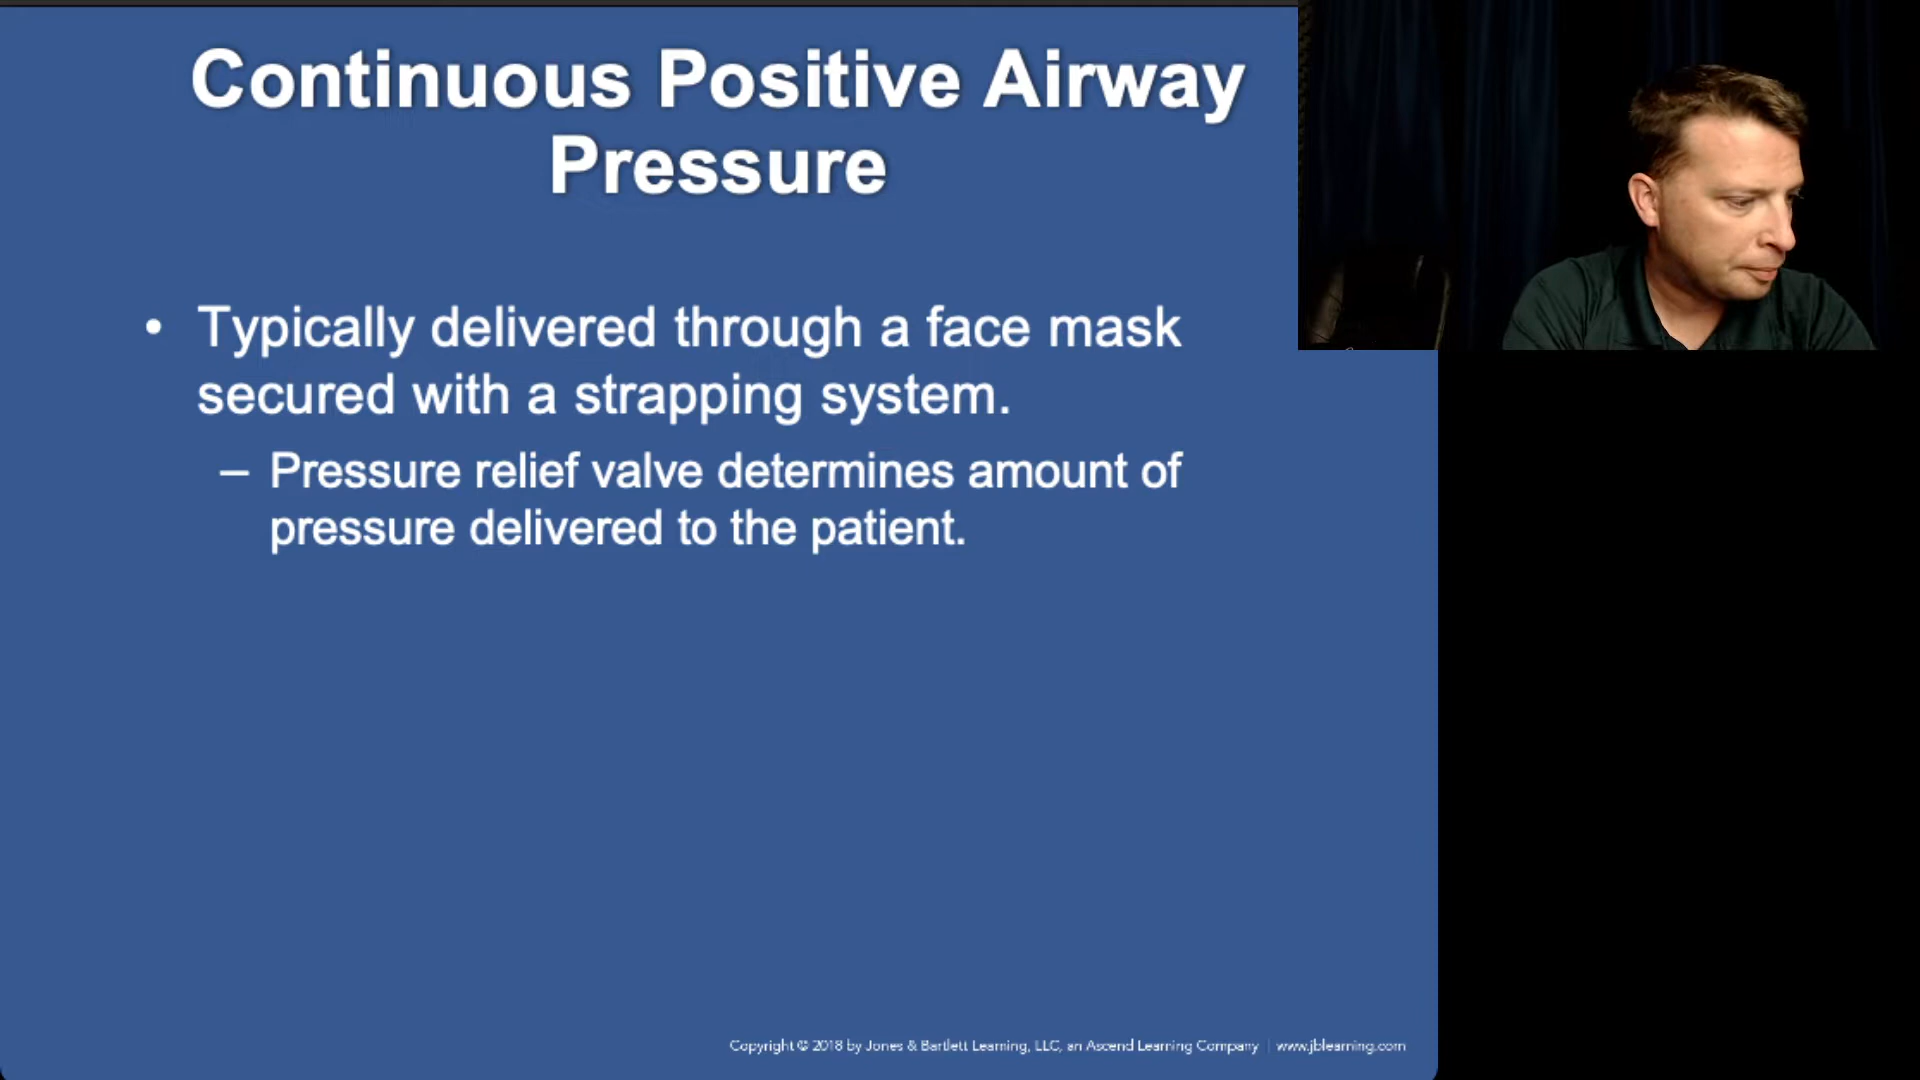 Continuous Positive Airway
Pressure
• Typically delivered through a face mask
secured with a strapping system.
– Pressure relief valve determines amount of
pressure delivered to the patient.
Copyright © 2018 by Jones & Bartlett Learning, LLC, an Ascend Learning Company | www.jblearning.com